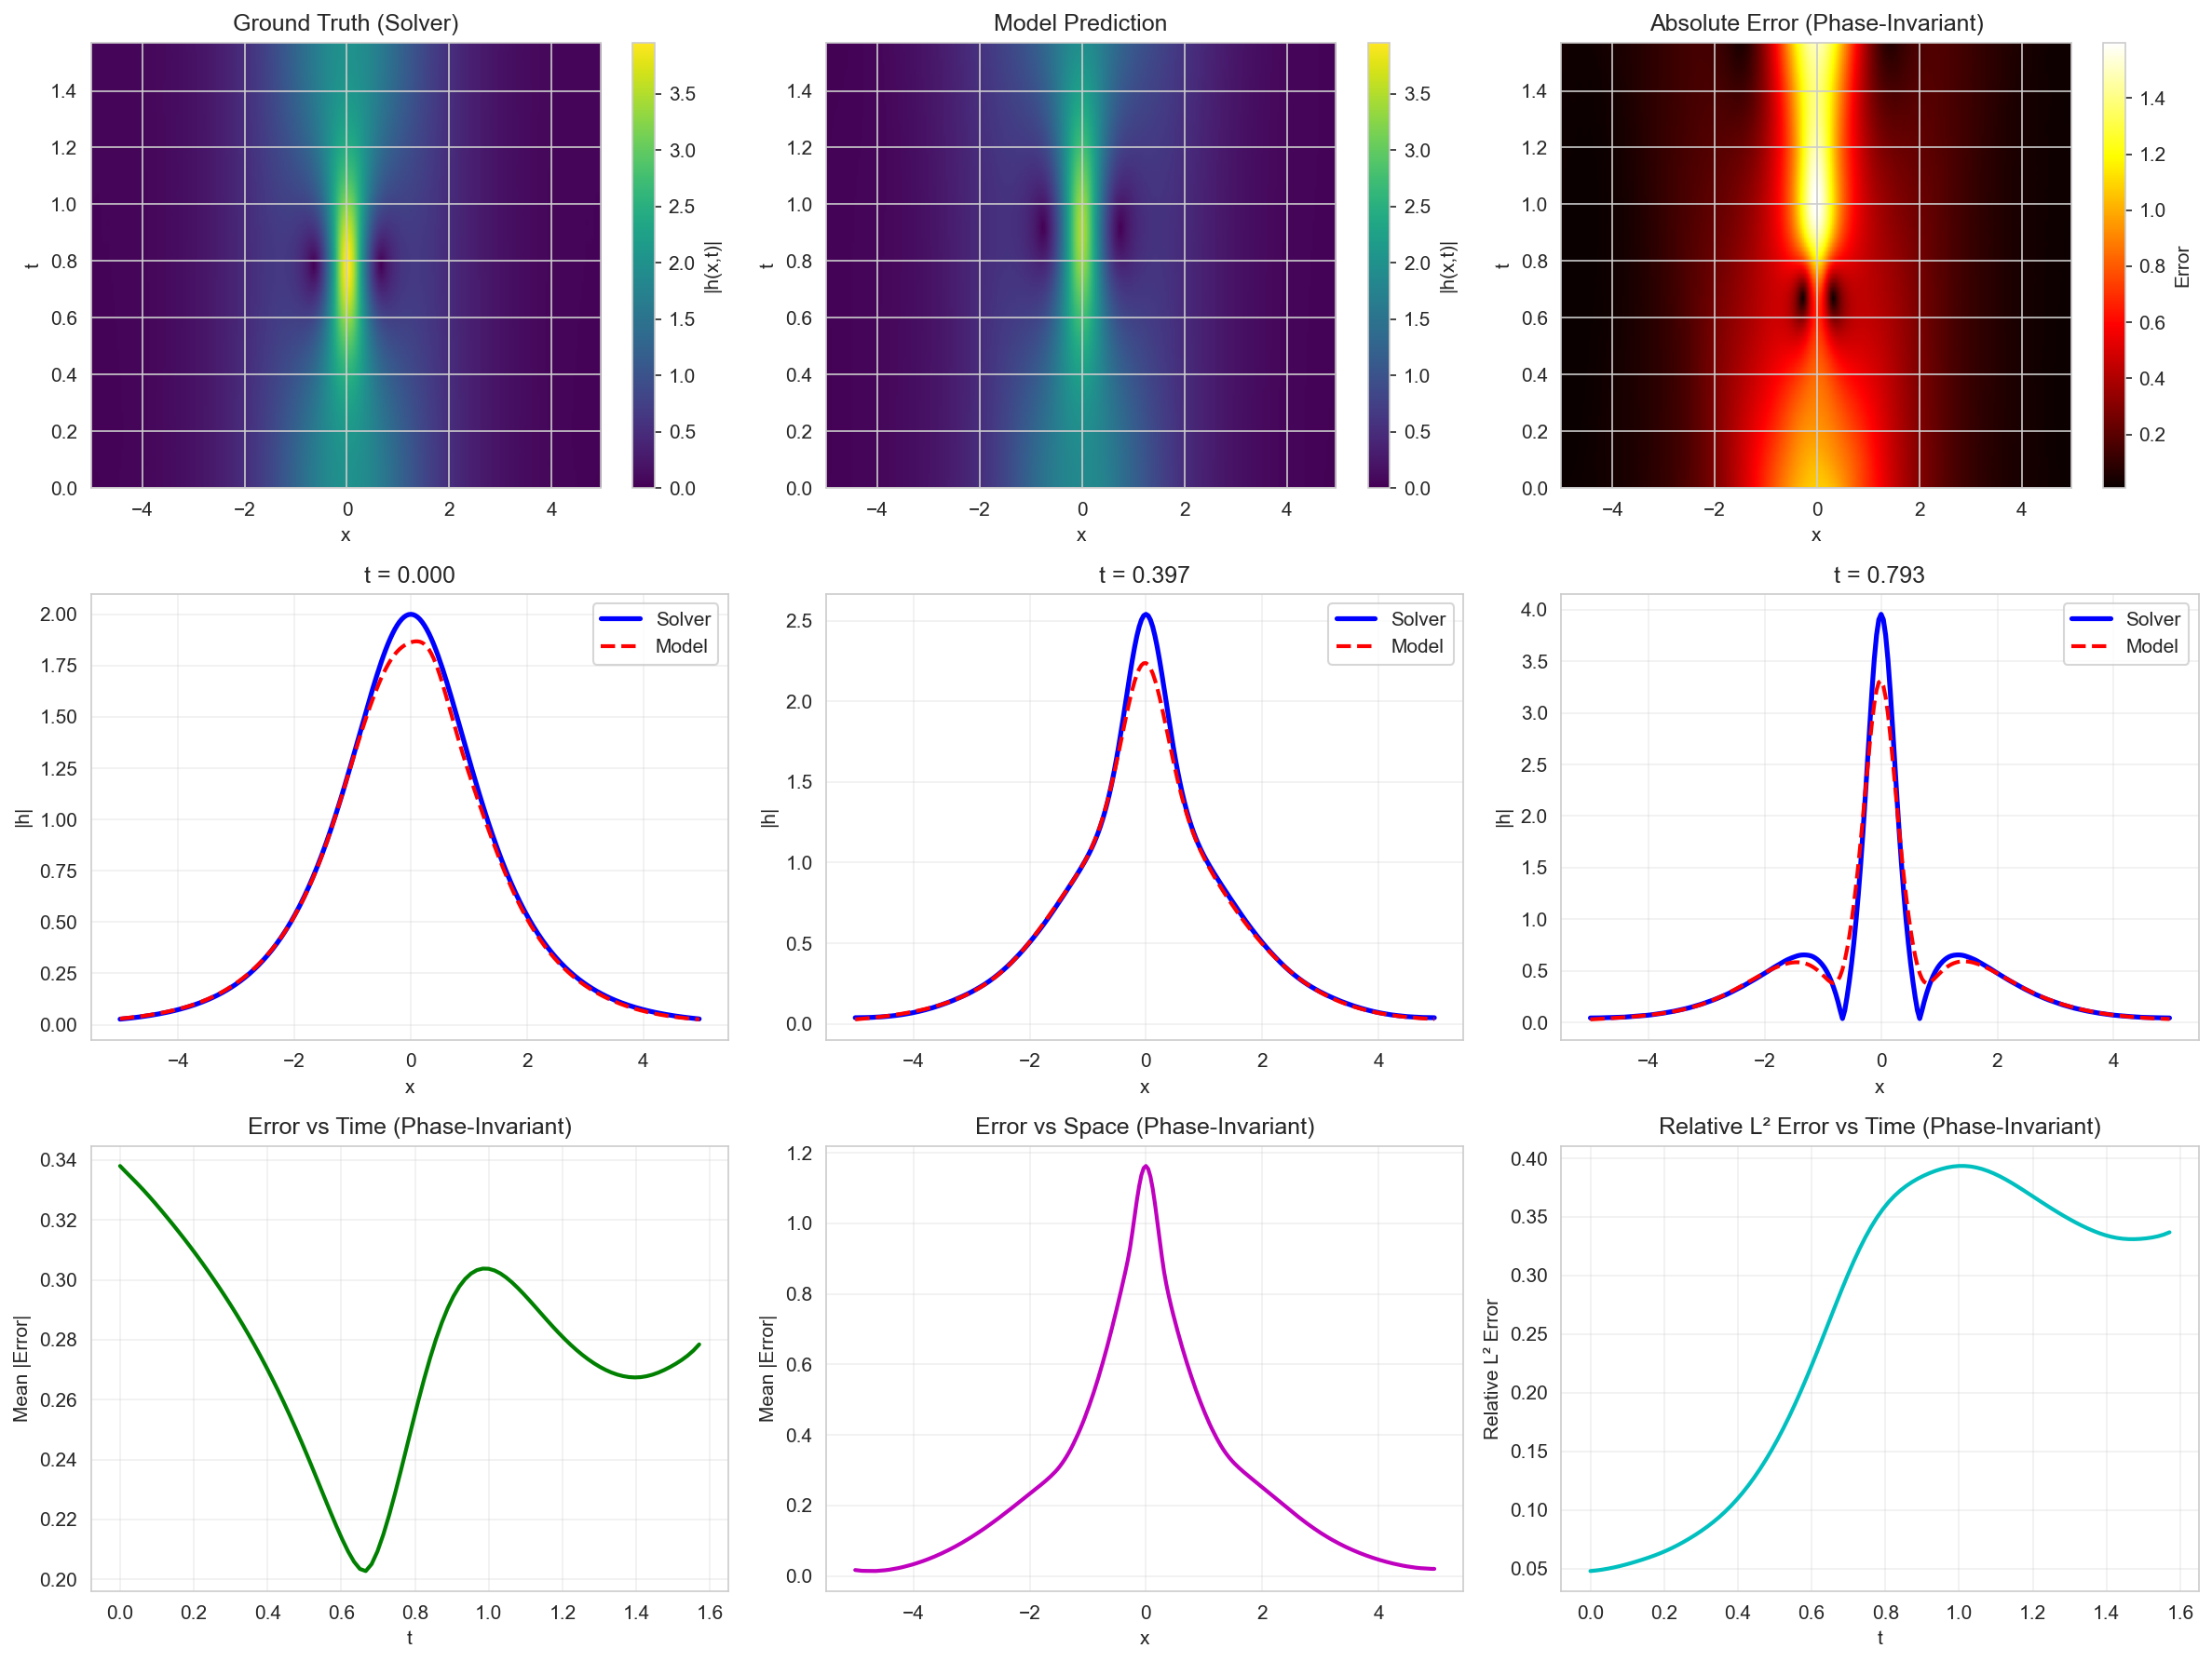 Ground Truth (Solver)
1.4
1.2
1.0
0.8
0.6
0.4
0.2
0.0
t
−4 −2 0 2 4
x
3.5
3.0
2.5
2.0
1.5
1.0
0.5
0.0
|h(x,t)|
Model Prediction
1.4
1.2
1.0
0.8
0.6
0.4
0.2
0.0
t
−4 −2 0 2 4
x
3.5
3.0
2.5
2.0
1.5
1.0
0.5
0.0
|h(x,t)|
Absolute Error (Phase-Invariant)
1.4
1.2
1.0
0.8
0.6
0.4
0.2
0.0
t
−4 −2 0 2 4
x
1.4
1.2
1.0
0.8
0.6
0.4
0.2
Error
t = 0.000
2.00
1.75
1.50
1.25
1.00
0.75
0.50
0.25
0.00
|h|
Solver
Model
−4 −2 0 2 4
x
t = 0.397
2.5
2.0
1.5
1.0
0.5
0.0
|h|
Solver
Model
−4 −2 0 2 4
x
t = 0.793
4.0
3.5
3.0
2.5
2.0
1.5
1.0
0.5
0.0
|h|
Solver
Model
−4 −2 0 2 4
x
Error vs Time (Phase-Invariant)
0.34
0.32
0.30
0.28
0.26
0.24
0.22
0.20
Mean |Error|
0.0 0.2 0.4 0.6 0.8 1.0 1.2 1.4 1.6
t
Error vs Space (Phase-Invariant)
1.2
1.0
0.8
0.6
0.4
0.2
0.0
Mean |Error|
−4 −2 0 2 4
x
Relative L² Error vs Time (Phase-Invariant)
0.40
0.35
0.30
0.25
0.20
0.15
0.10
0.05
Relative L² Error
0.0 0.2 0.4 0.6 0.8 1.0 1.2 1.4 1.6
t